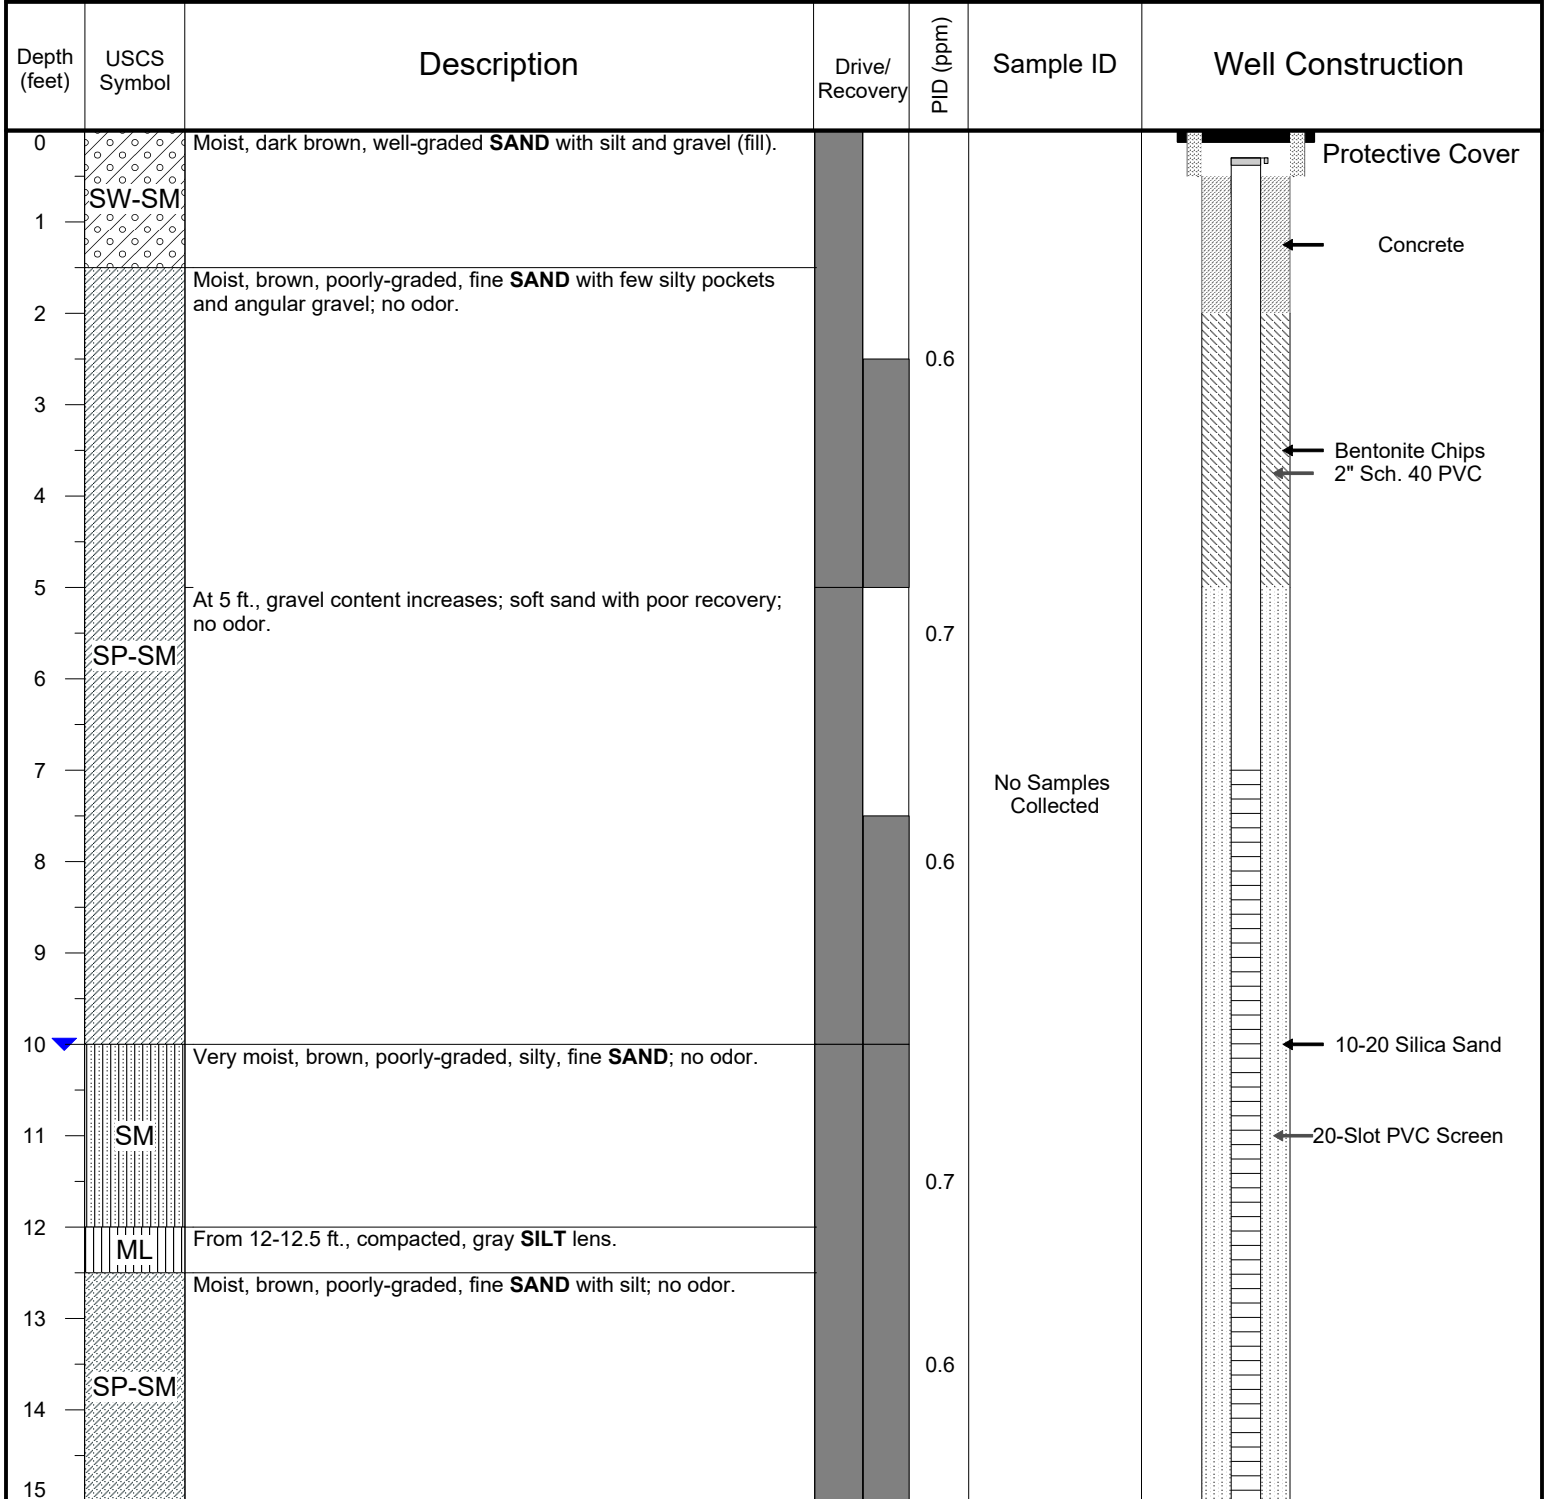 Depth
(feet)
USCS
Symbol
Description
Drive/
Recovery
PID (ppm)
Sample ID
Well Construction
0
Moist, dark brown, well-graded SAND with silt and gravel (fill).
Protective Cover
SW-SM
1
Concrete
Moist, brown, poorly-graded, fine SAND with few silty pockets
and angular gravel; no odor.
2
0.6
3
Bentonite Chips
2" Sch. 40 PVC
4
5
At 5 ft., gravel content increases; soft sand with poor recovery;
no odor.
0.7
SP-SM
6
7
No Samples
Collected
8
0.6
9
10
Very moist, brown, poorly-graded, silty, fine SAND; no odor.
10-20 Silica Sand
11
SM
20-Slot PVC Screen
0.7
12
From 12-12.5 ft., compacted, gray SILT lens.
ML
Moist, brown, poorly-graded, fine SAND with silt; no odor.
13
0.6
SP-SM
14
15